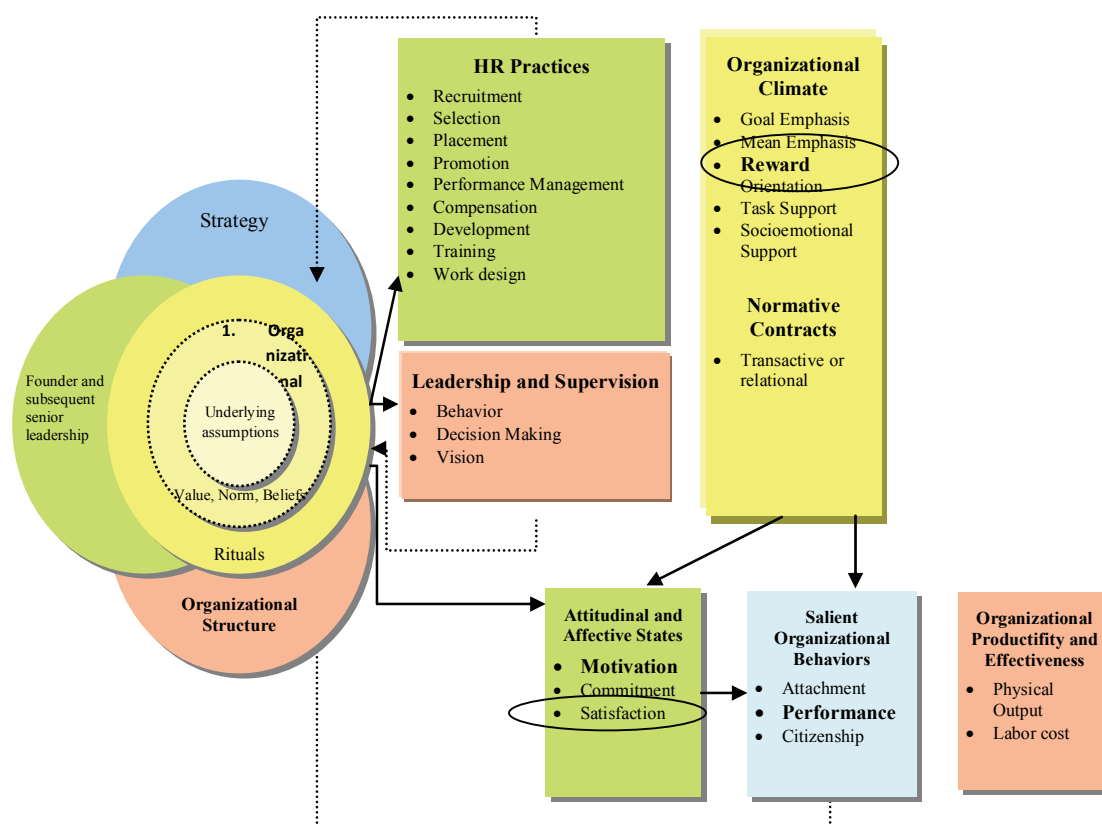 Strategy
Founder and
subsequent
senior
leadership
1. Orga
nizati
nal
Underlying
assumptions
Value, Norm, Beliefs
Rituals
Organizational
Structure
HR Practices
• Recruitment
• Selection
• Placement
• Promotion
• Performance Management
• Compensation
• Development
• Training
• Work design
Leadership and Supervision
• Behavior
• Decision Making
• Vision
Organizational
Climate
• Goal Emphasis
• Mean Emphasis
• Reward
Orientation
• Task Support
• Socioemotional
Support
Normative
Contracts
• Transactive or
relational
Attitudinal and
Affective States
• Motivation
• Commitment
• Satisfaction
Salient
Organizational
Behaviors
• Attachment
• Performance
• Citizenship
Organizational
Productifity and
Effectiveness
• Physical
Output
• Labor cost